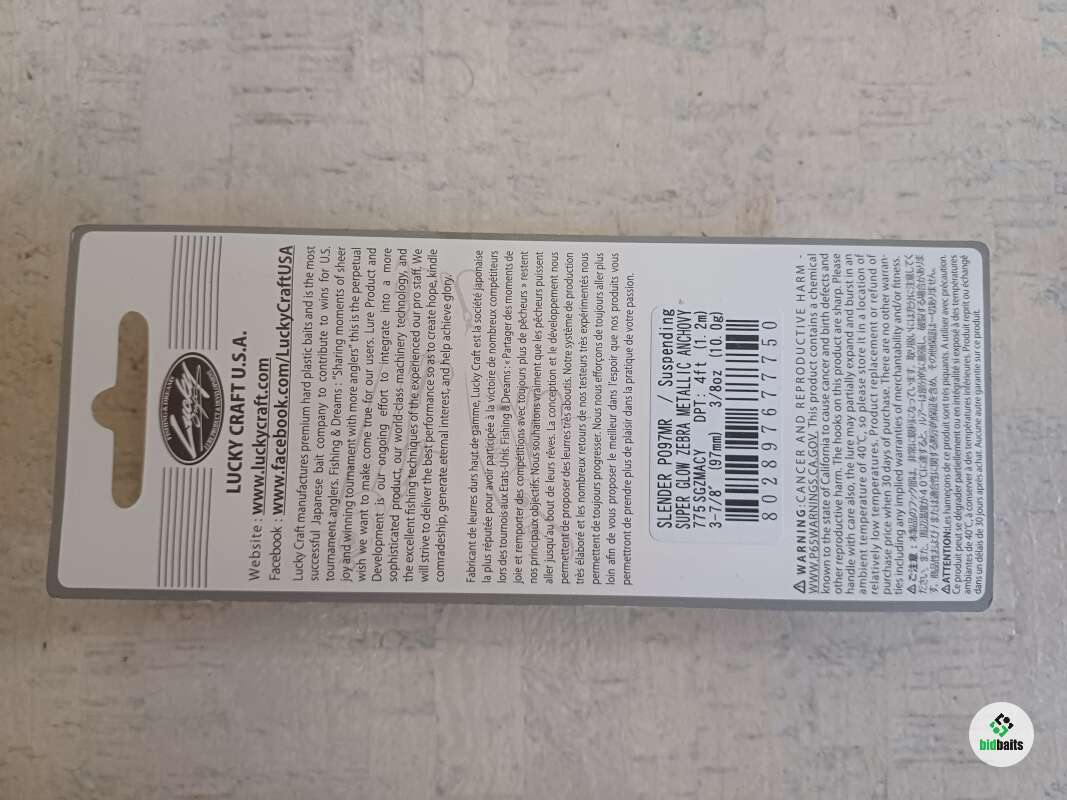 LUCKY CRAFT U.S.A.
Website : www.luckycraft.com
Facebook : www.facebook.com/LuckyCraftUSA
Lucky Craft manufactures premium hard plastic baits and is the most
successful Japanese bait company to contribute to wins for U.S.
tournament anglers. Fishing & Dreams : "Sharing moments of sheer
joy and winning tournament with more anglers" this is the perpetual
wish we want to make come true for our users. Lure Product and
Development is our ongoing effort to integrate into a more
sophisticated product, our world-class machinery technology, and
the excellent fishing techniques of the experienced our pro staff. We
will strive to deliver the best performance so as to create hope, kindle
comradeship, generate eternal interest, and help achieve glory.
Fabricant de leurres durs haut de gamme, Lucky Craft est la société japonaise
la plus réputée pour avoir participée à la victoire de nombreux compétiteurs
lors des tournois aux Etats-Unis. Fishing & Dreams : « Partager des moments de
joie et remporter des compétitions avec toujours plus de pêcheurs » restent
nos principaux objectifs. Nous souhaitons vraiment que les pêcheurs puissent
aller jusqu'au bout de leurs rêves. La conception et le développement nous
permettent de proposer des leurres très aboutis. Notre système de production
très élaboré et les nombreux retours de nos testeurs très expérimentés nous
permettent de toujours progresser. Nous nous efforçons de toujours aller plus
loin afin de vous proposer le meilleur dans l'espoir que nos produits vous
permettront de prendre plus de plaisir dans la pratique de votre passion.
SLENDER P097MR / Suspending
SUPER GLOW ZEBRA METALLIC ANCHOVY
775SGZMACY DPT: 4ft (1.2m)
3-7/8" (97mm) 3/8oz (10.0g)
802896777750
⚠ WARNING: CANCER AND REPRODUCTIVE HARM -
WWW.P65WARNINGS.CA.GOV. This product contains a chemical
known to the state of California to cause cancer and birth defects and
other reproductive harm. The hooks on this product are sharp. Please
handle with care also, the lure may partially expand and burst in an
ambient temperature of 40°C, so please store it in a location of
relatively low temperatures. Product replacement or refund of
purchase price when 30 days of purchase. There are no other warran-
ties including any implied warranties of merchantability and/or fitness.
⚠ ご注意：
⚠ATTENTION:Les hameçons de ce produit sont très piquants. A utiliser avec précaution.
Ce produit peut se dégrader partiellement ou en intégralité si exposé à des températures
ambiantes de 40°C, à conserver à des températures inférieures. Produit remboursé ou échangé
dans un délais de 30 jours après achat. Aucune autre garantie sur ce produit.
bidbaits